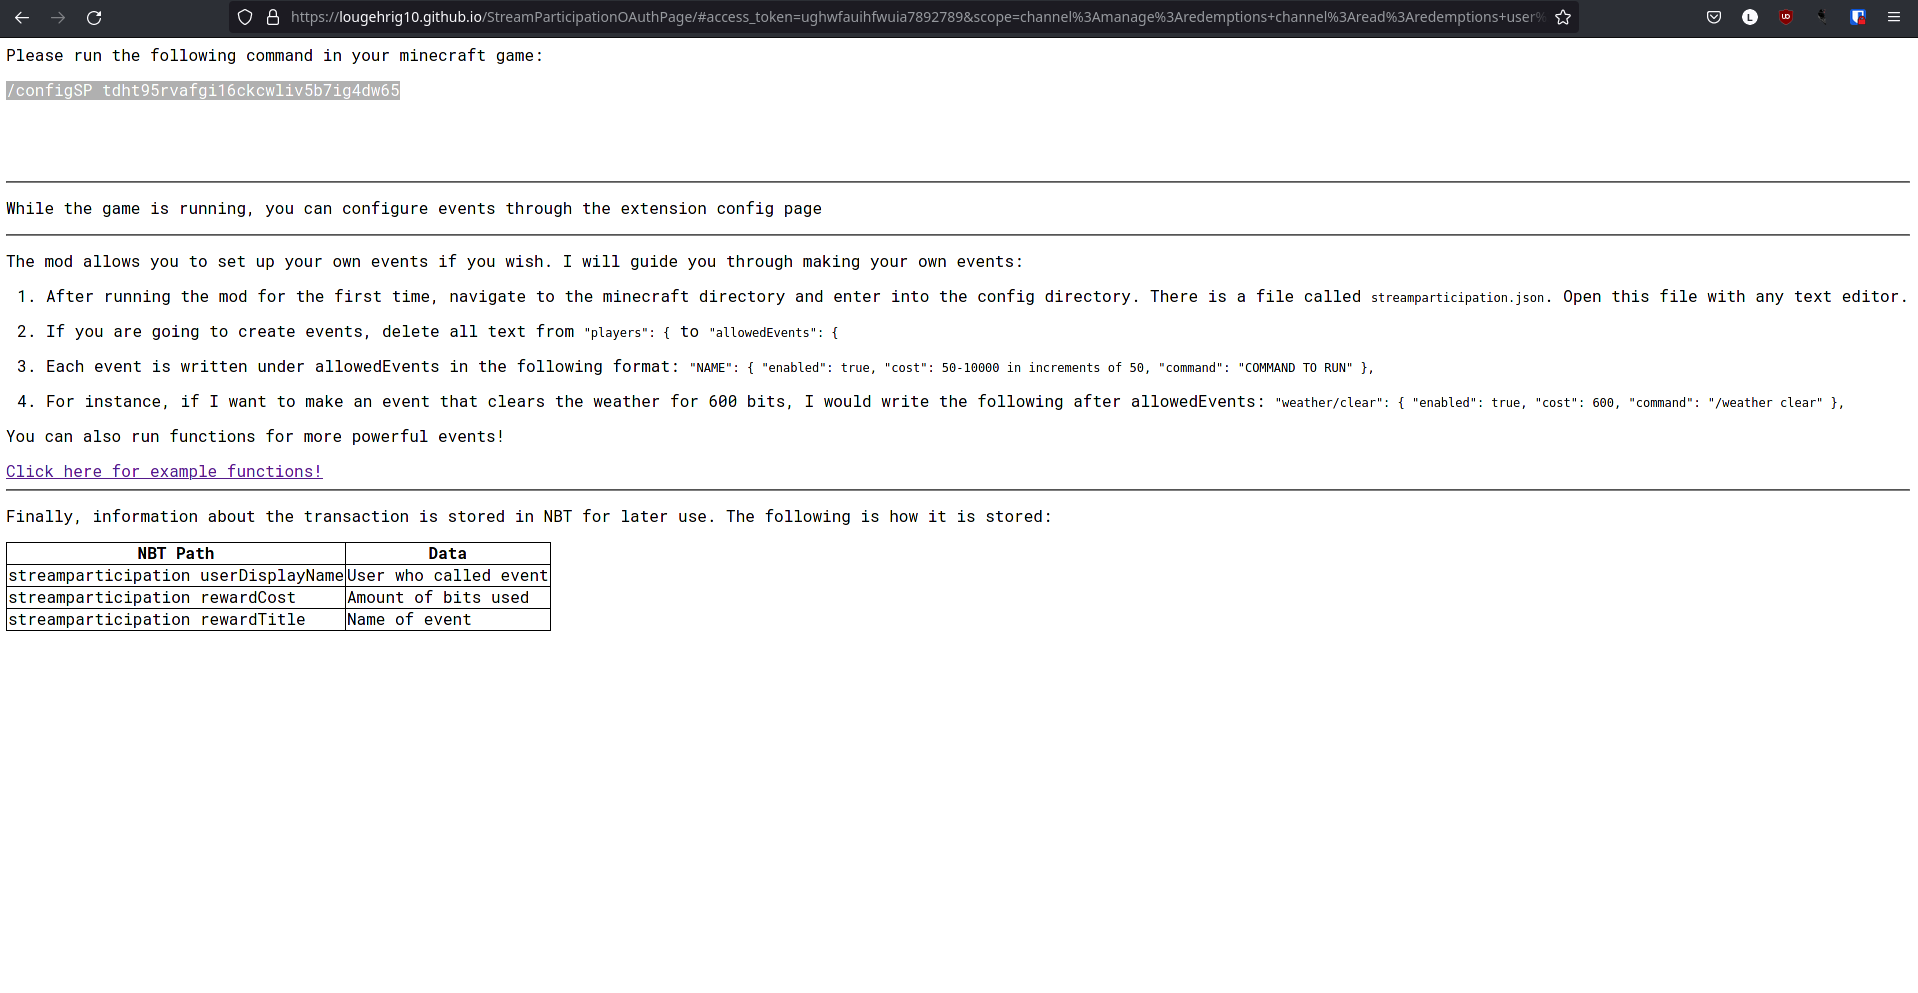 https://lougehrig10.github.io/StreamParticipationOAuthPage/#access_token=ughwfauihfwuia7892789&scope=channel%3Amanage%3Aredemptions+channel%3Aread%3Aredemptions+user%
Please run the following command in your minecraft game:
/configSP tdht95rvafgi16ckcwliv5b7ig4dw65
While the game is running, you can configure events through the extension config page
The mod allows you to set up your own events if you wish. I will guide you through making your own events:
1. After running the mod for the first time, navigate to the minecraft directory and enter into the config directory. There is a file called streamparticipation.json. Open this file with any text editor.
2. If you are going to create events, delete all text from "players": { to "allowedEvents": {
3. Each event is written under allowedEvents in the following format: "NAME": { "enabled": true, "cost": 50-10000 in increments of 50, "command": "COMMAND TO RUN" },
4. For instance, if I want to make an event that clears the weather for 600 bits, I would write the following after allowedEvents: "weather/clear": { "enabled": true, "cost": 600, "command": "/weather clear" },
You can also run functions for more powerful events!
Click here for example functions!
Finally, information about the transaction is stored in NBT for later use. The following is how it is stored:
NBT Path Data
streamparticipation userDisplayName User who called event
streamparticipation rewardCost Amount of bits used
streamparticipation rewardTitle Name of event